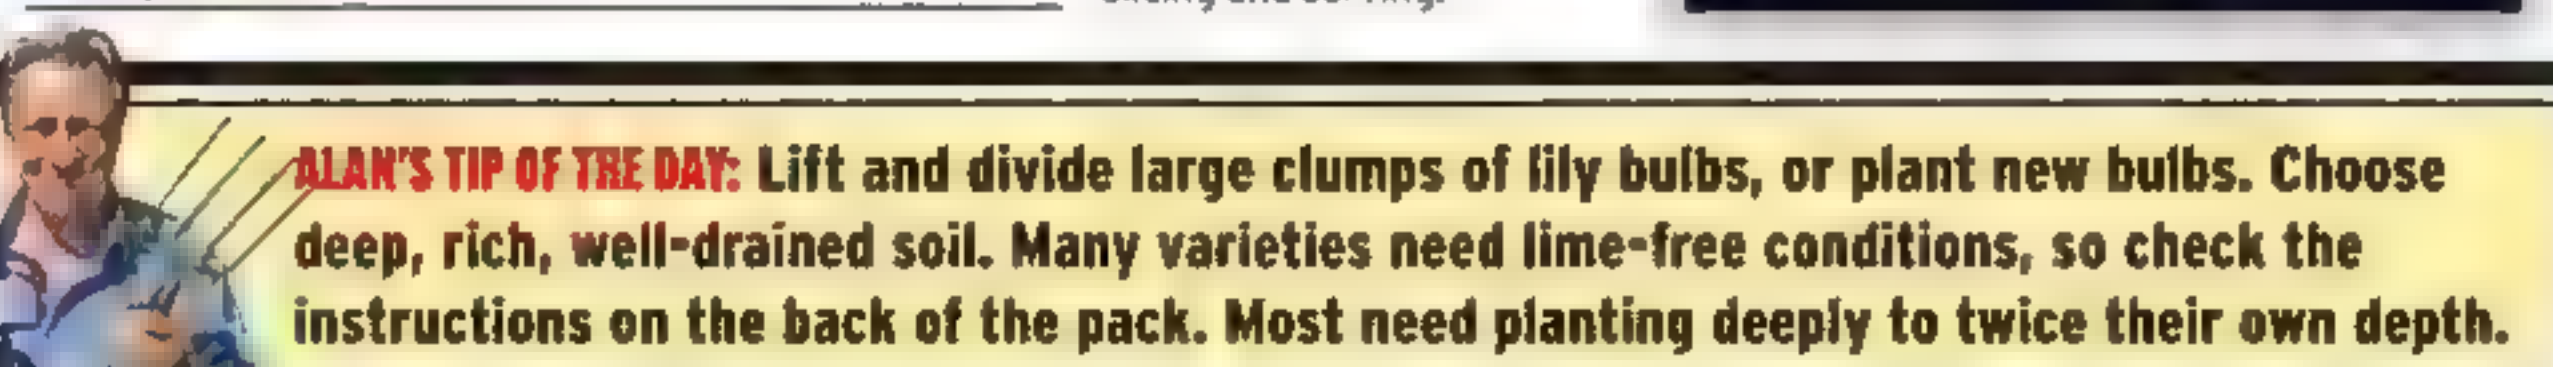 ALAN'S TIP OF THE DAY: Lift and divide large clumps of lily bulbs, or plant new bulbs. Choose
deep, rich, well-drained soil. Many varieties need lime-free conditions, so check the
instructions on the back of the pack. Most need planting deeply to twice their own depth.